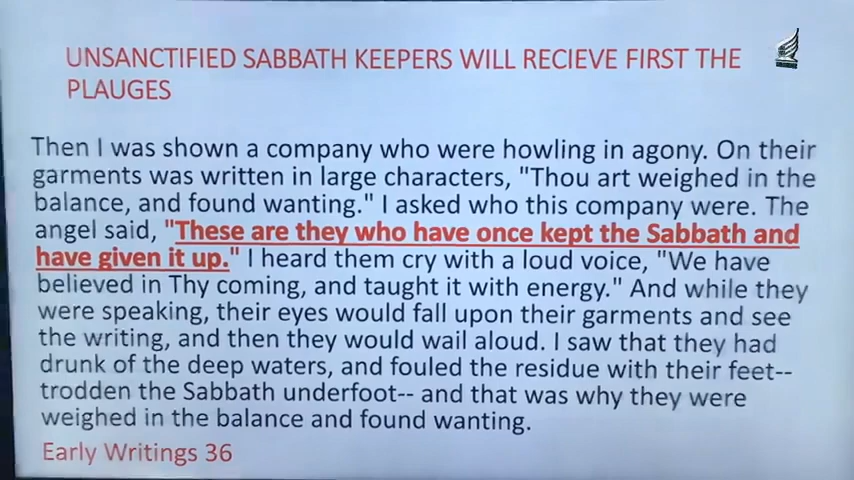 UNSANCTIFIED SABBATH KEEPERS WILL RECIEVE FIRST THE
PLAUGES
Then I was shown a company who were howling in agony. On their
garments was written in large characters, "Thou art weighed in the
balance, and found wanting." I asked who this company were. The
angel said, "These are they who have once kept the Sabbath and
have given it up." I heard them cry with a loud voice, "We have
believed in Thy coming, and taught it with energy." And while they
were speaking, their eyes would fall upon their garments and see
the writing, and then they would wail aloud. I saw that they had
drunk of the deep waters, and fouled the residue with their feet--
trodden the Sabbath underfoot-- and that was why they were
weighed in the balance and found wanting.
Early Writings 36